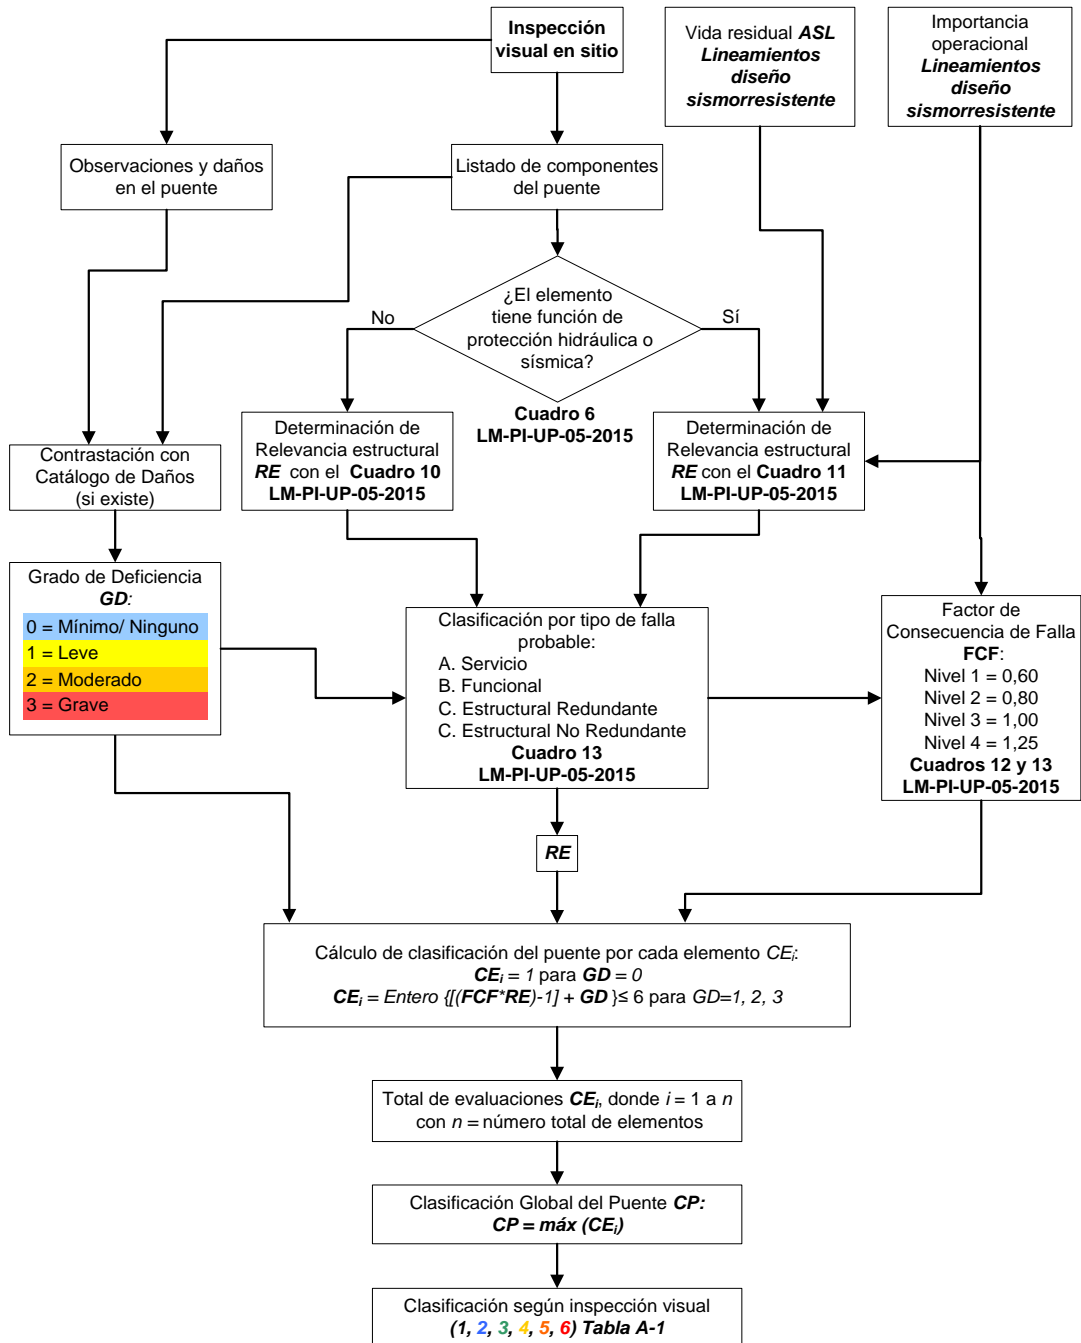 Inspección
visual en sitio
Vida residual ASL
Lineamientos
diseño
sismorresistente
Importancia
operacional
Lineamientos
diseño
sismorresistente
Observaciones y daños
en el puente
Listado de componentes
del puente
¿El elemento
tiene función de
protección hidráulica o
sísmica?
No
Sí
Cuadro 6
LM-PI-UP-05-2015
Contrastación con
Catálogo de Daños
(si existe)
Determinación de
Relevancia estructural
RE con el Cuadro 10
LM-PI-UP-05-2015
Determinación de
Relevancia estructural
RE con el Cuadro 11
LM-PI-UP-05-2015
Grado de Deficiencia
GD:
0 = Mínimo/ Ninguno
1 = Leve
2 = Moderado
3 = Grave
Clasificación por tipo de falla
probable:
A. Servicio
B. Funcional
C. Estructural Redundante
C. Estructural No Redundante
Cuadro 13
LM-PI-UP-05-2015
Factor de
Consecuencia de Falla
FCF:
Nivel 1 = 0,60
Nivel 2 = 0,80
Nivel 3 = 1,00
Nivel 4 = 1,25
Cuadros 12 y 13
LM-PI-UP-05-2015
RE
Cálculo de clasificación del puente por cada elemento CEi:
CEi = 1 para GD = 0
CEi = Entero {[(FCF*RE)-1] + GD }≤ 6 para GD=1, 2, 3
Total de evaluaciones CEi, donde i = 1 a n
con n = número total de elementos
Clasificación Global del Puente CP:
CP = máx (CEi)
Clasificación según inspección visual
(1, 2, 3, 4, 5, 6) Tabla A-1